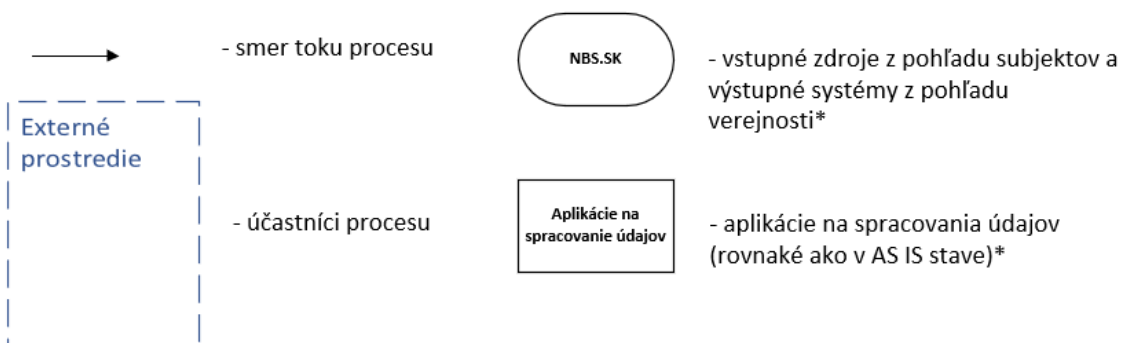 - smer toku procesu
NBS.SK
- vstupné zdroje z pohľadu subjektov a
výstupné systémy z pohľadu
verejnosti*
Externé
prostredie
- účastníci procesu
Aplikácie na
spracovanie údajov
- aplikácie na spracovania údajov
(rovnaké ako v AS IS stave)*